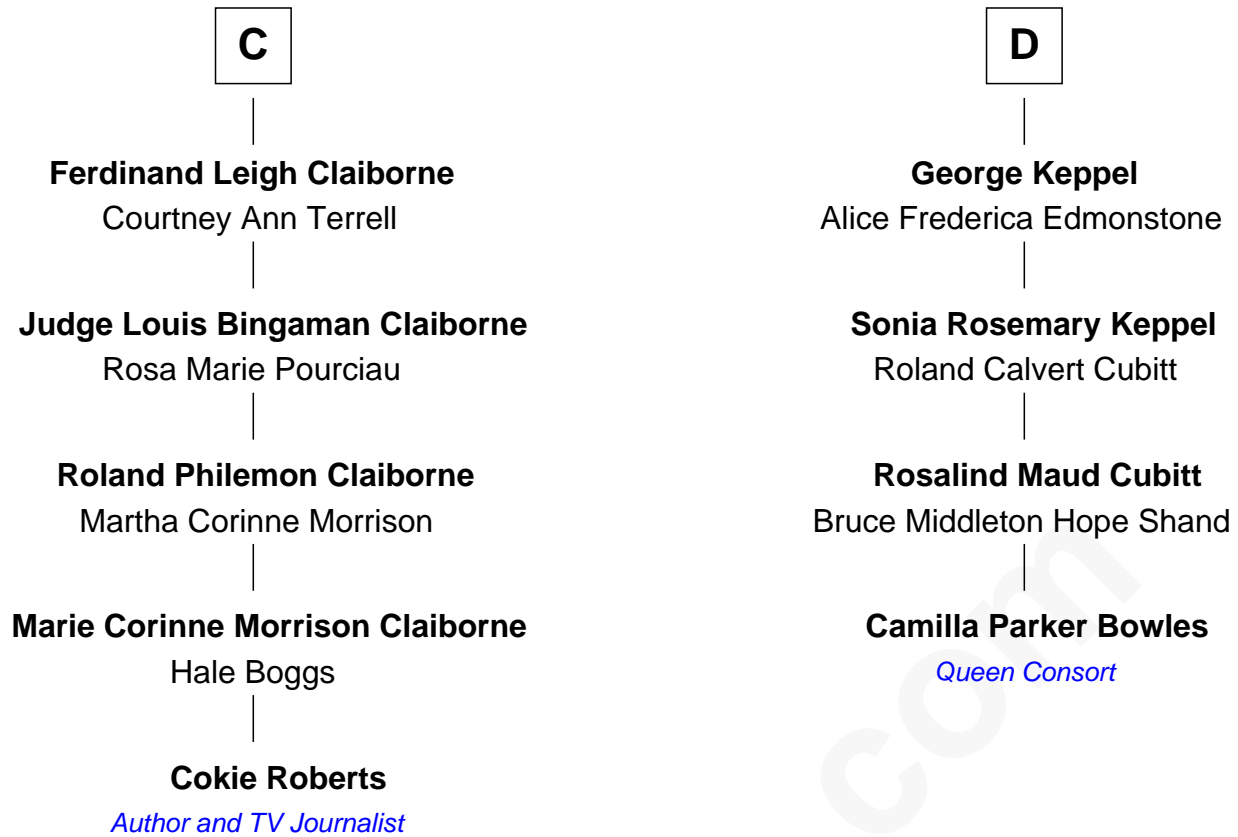 C
Ferdinand Leigh Claiborne
Courtney Ann Terrell
Judge Louis Bingaman Claiborne
Rosa Marie Pourciau
Roland Philemon Claiborne
Martha Corinne Morrison
Marie Corinne Morrison Claiborne
Hale Boggs
Cokie Roberts
Author and TV Journalist
D
George Keppel
Alice Frederica Edmonstone
Sonia Rosemary Keppel
Roland Calvert Cubitt
Rosalind Maud Cubitt
Bruce Middleton Hope Shand
Camilla Parker Bowles
Queen Consort
com